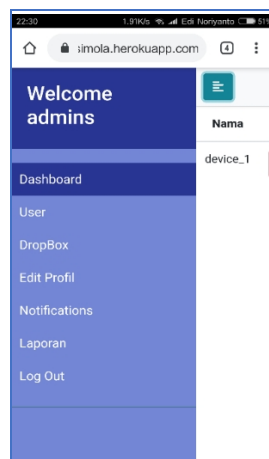 22:30 1.91K/s Edi Noriyanto 51%
simola.herokuapp.com 4
Welcome
admins
Nama
device_1
Dashboard
User
DropBox
Edit Profil
Notifications
Laporan
Log Out